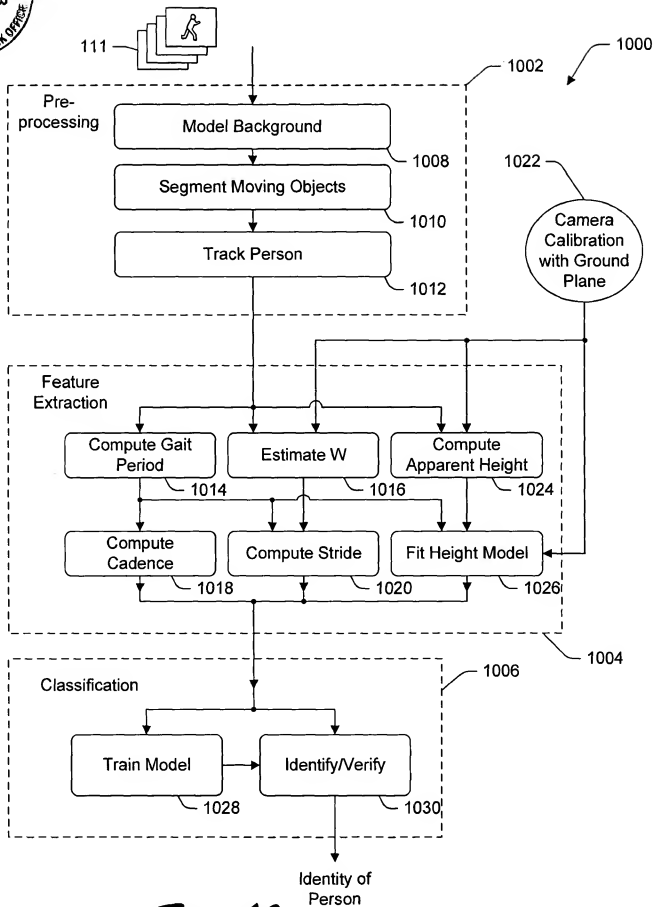 K OFFICE
111
1000
1002
Pre-
processing
Model Background
1008
Segment Moving Objects
1010
Track Person
1012
1022
Camera
Calibration
with Ground
Plane
Feature
Extraction
Compute Gait
Period
1014
Estimate W
1016
Compute
Apparent Height
1024
Compute
Cadence
1018
Compute Stride
1020
Fit Height Model
1026
1004
Classification
1006
Train Model
1028
Identify/Verify
1030
Identity of
Person